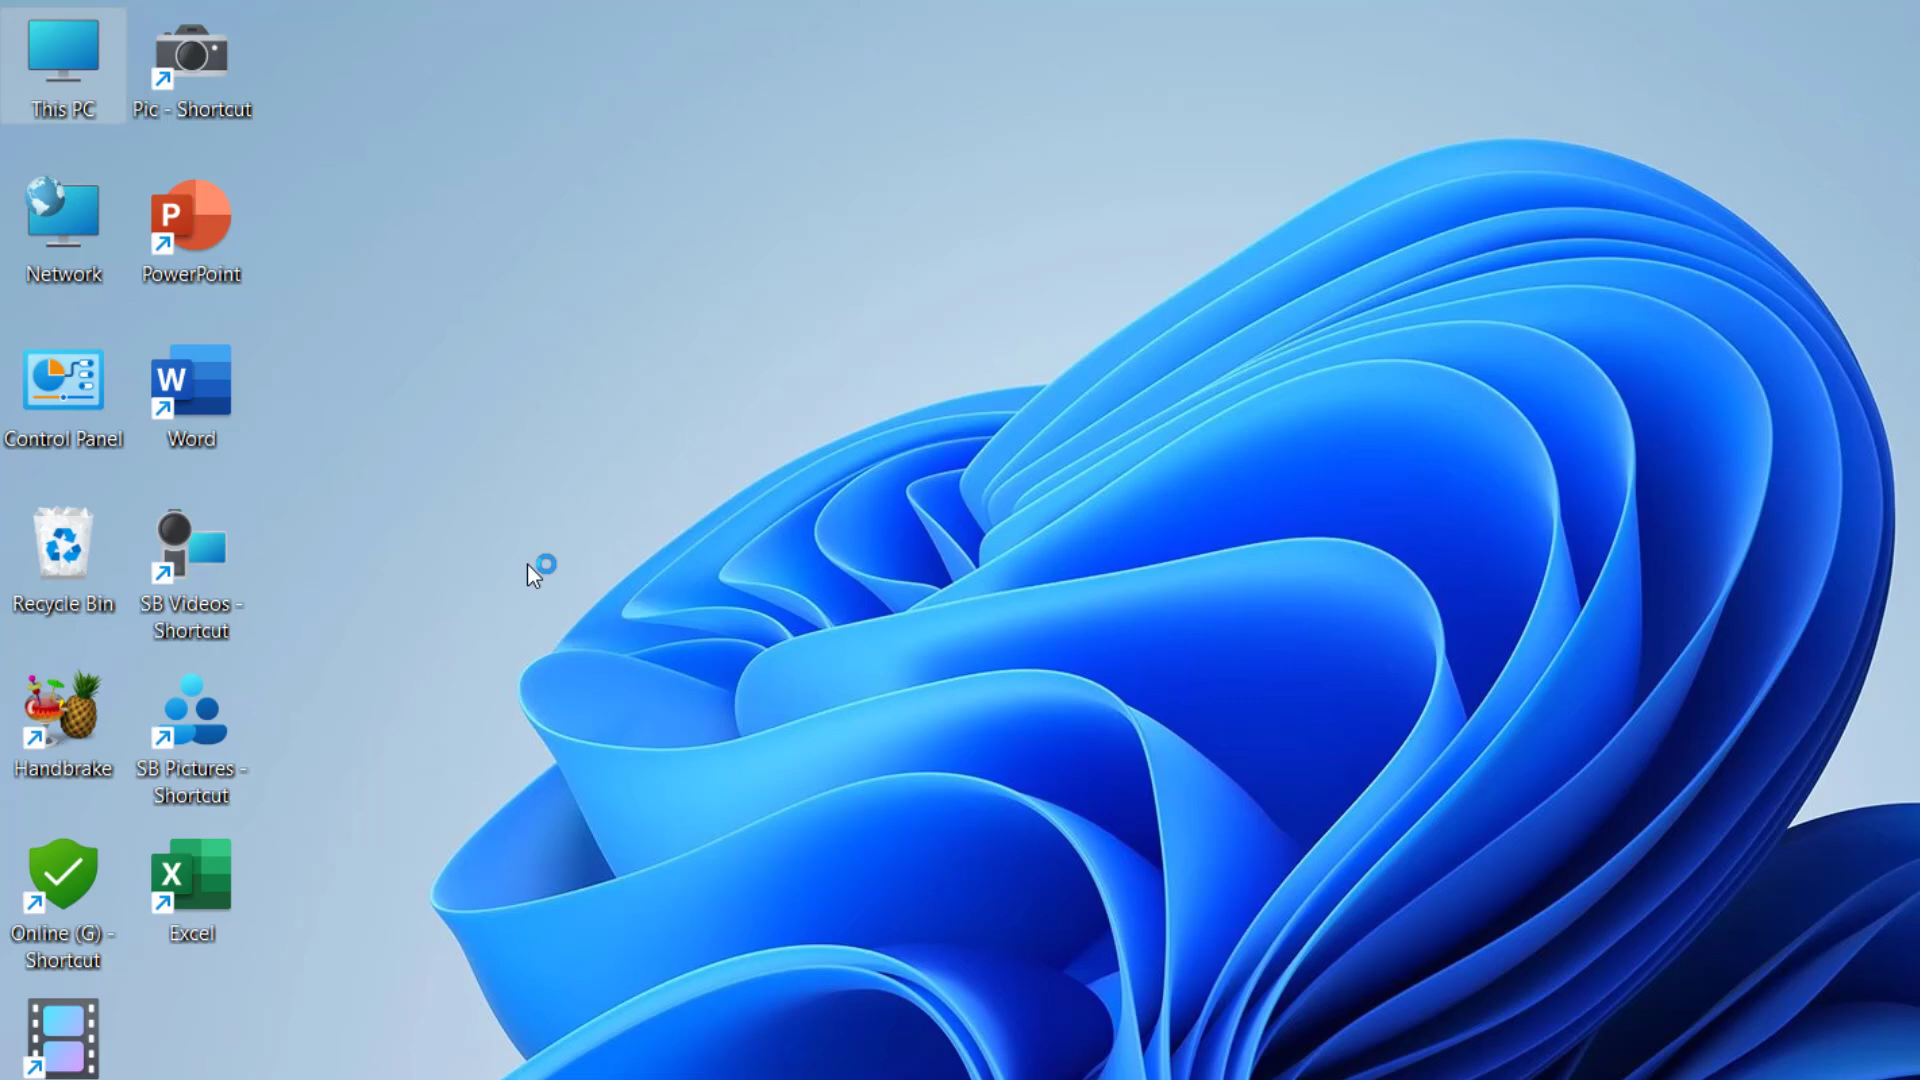 This PC
Pic - Shortcut
Network
P
PowerPoint
Control Panel
W
Word
Recycle Bin
SB Videos -
Shortcut
Handbrake
SB Pictures -
Shortcut
Online (G) -
Shortcut
X
Excel